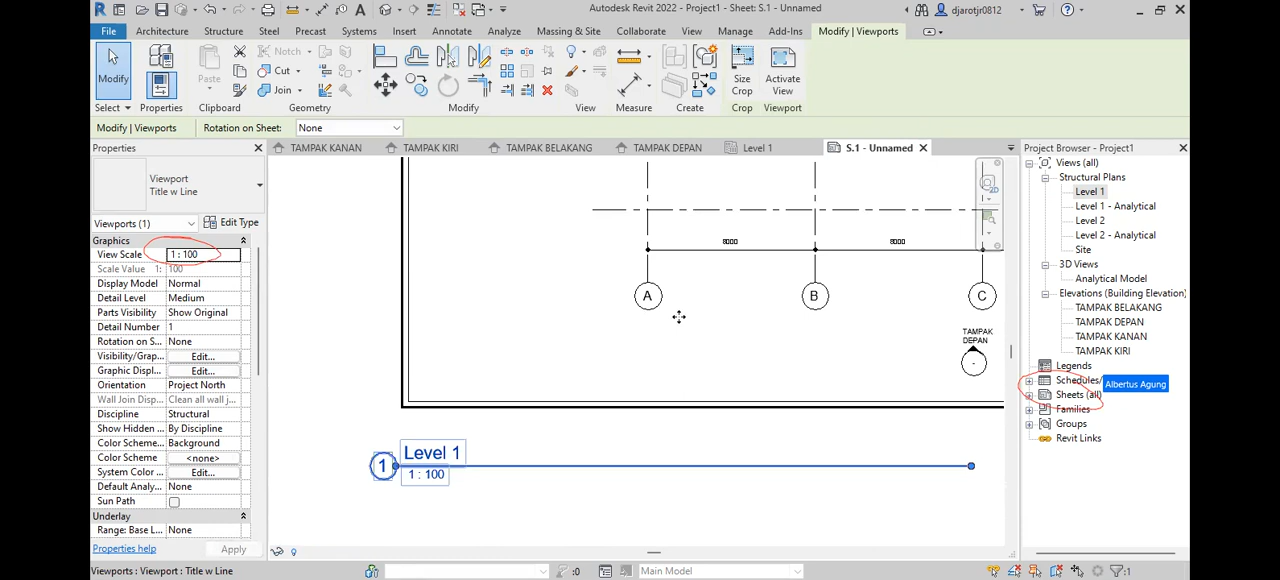 Autodesk Revit 2022 - Sheet: S.1 - Unnamed
djarotjr0812
File Architecture Structure Steel Precast Systems Insert Annotate Analyze Massing & Site Collaborate View Manage Add-Ins Modify | Viewports
Modify
Properties
Paste
Notch
Cut
Join
Size Crop
Activate View
Select Properties Clipboard Geometry Modify View Measure Create Crop Viewport
Modify | Viewports Rotation on Sheet: None
Properties
TAMPAK KANAN TAMPAK KIRI TAMPAK BELAKANG TAMPAK DEPAN Level 1 S.1 - Unnamed
Viewport
Title w Line
Viewports (1) Edit Type
Graphics
View Scale 1 : 100
Scale Value 1: 100
Display Model Normal
Detail Level Medium
Parts Visibility Show Original
Detail Number 1
Rotation on S... None
Visibility/Grap... Edit...
Graphic Displ... Edit...
Orientation Project North
Wall Join Disp... Clean all wall j...
Discipline Structural
Show Hidden ... By Discipline
Color Scheme... Background
Color Scheme <none>
System Color ... Edit...
Default Analy... None
Sun Path
Underlay
Range: Base L... None
Properties help Apply
8000 8000
A B C
TAMPAK
DEPAN
-
1 Level 1
1 : 100
2D
Project Browser - Project1
Views (all)
Structural Plans
Level 1
Level 1 - Analytical
Level 2
Level 2 - Analytical
Site
3D Views
Analytical Model
Elevations (Building Elevation)
TAMPAK BELAKANG
TAMPAK DEPAN
TAMPAK KANAN
TAMPAK KIRI
Legends
Schedules/
Albertus Agung
Sheets (all)
Families
Groups
Revit Links
Viewports : Viewport : Title w Line :0 Main Model :1